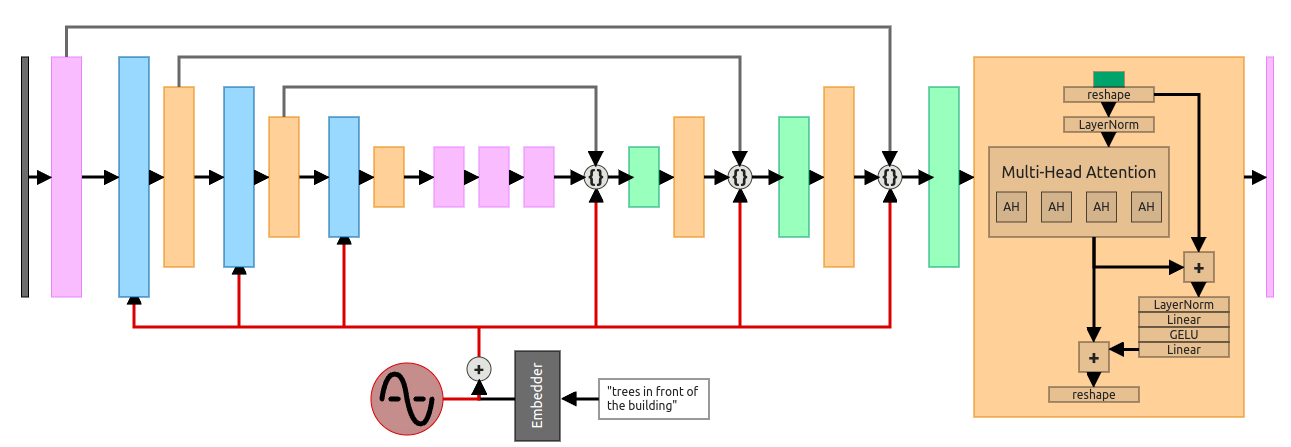 reshape
LayerNorm
Multi-Head Attention
AH AH AH AH
{} {} {}
+
LayerNorm
Linear
GELU
Linear
+
reshape
+
Embedder
"trees in front of
the building"